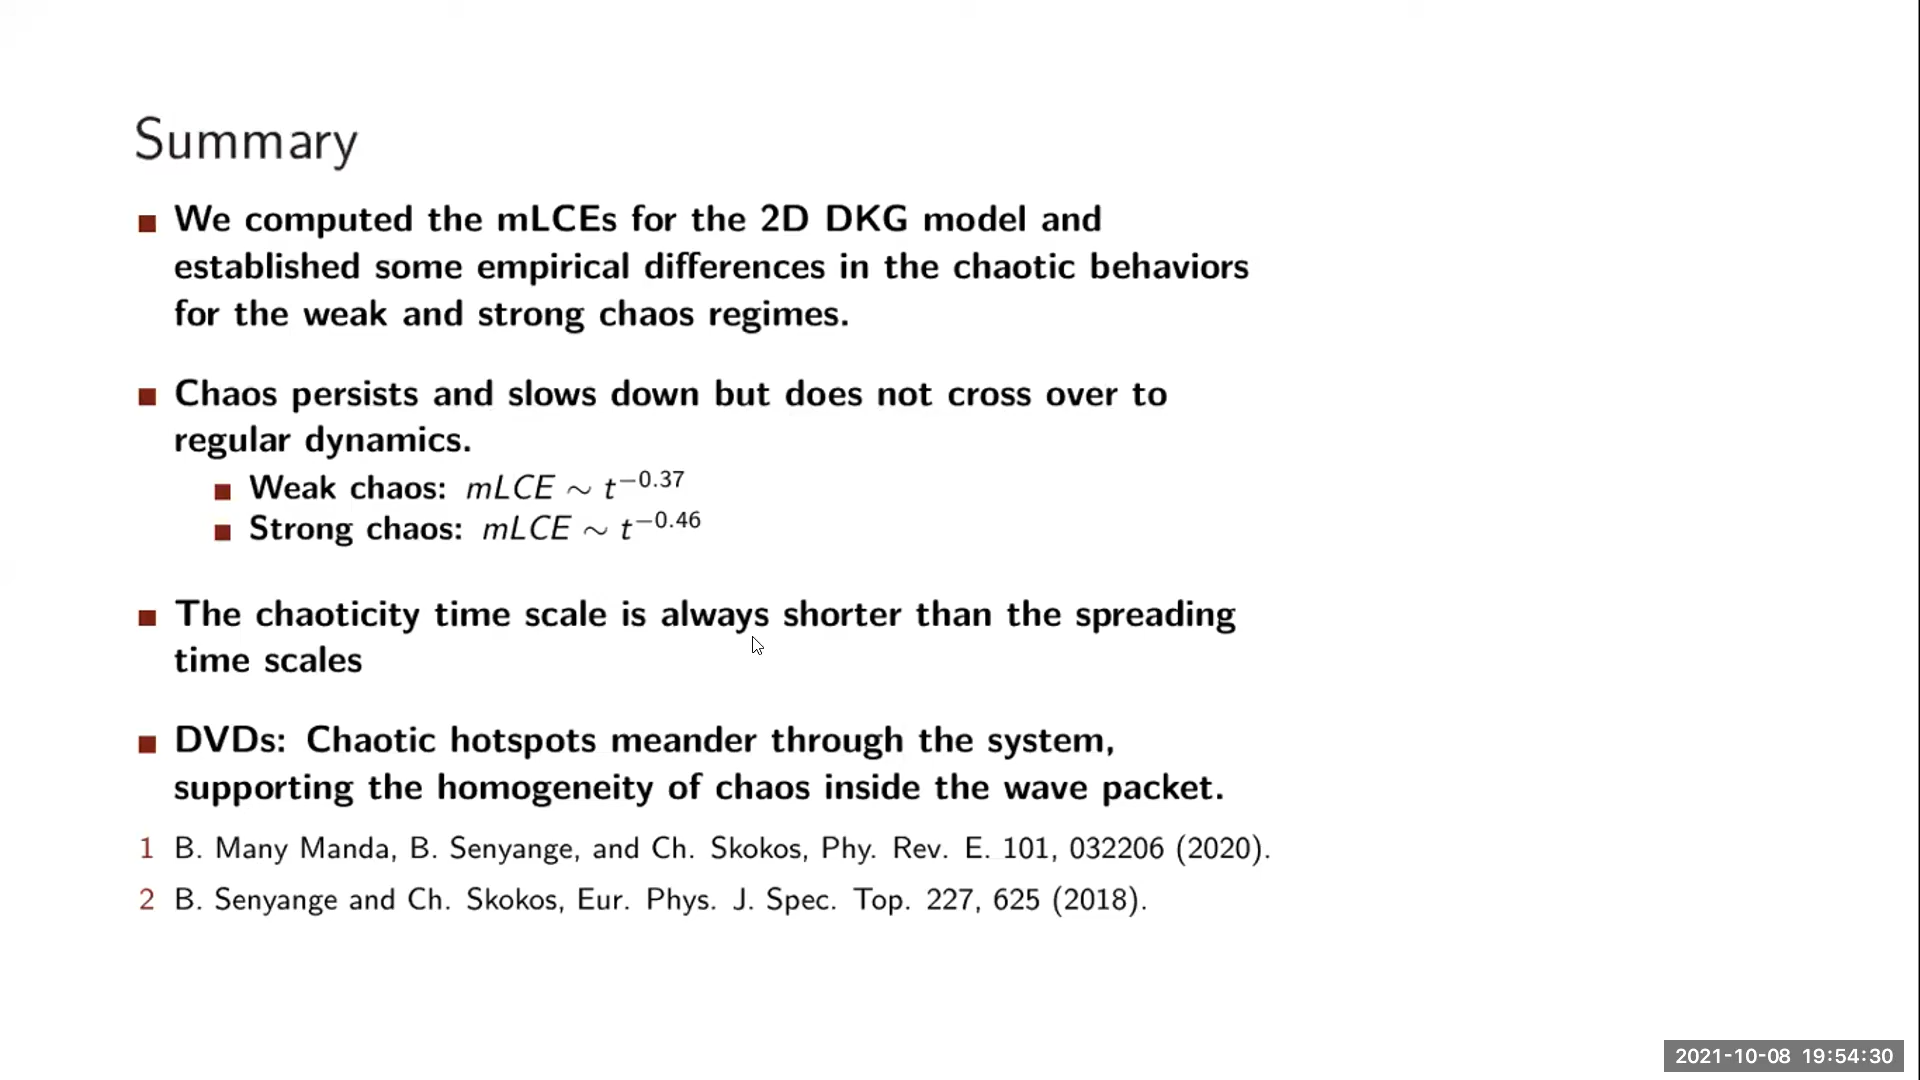 Summary
We computed the mLCEs for the 2D DKG model and
established some empirical differences in the chaotic behaviors
for the weak and strong chaos regimes.
Chaos persists and slows down but does not cross over to
regular dynamics.
Weak chaos: mLCE ∼ t^−0.37
Strong chaos: mLCE ∼ t^−0.46
The chaoticity time scale is always shorter than the spreading
time scales
DVDs: Chaotic hotspots meander through the system,
supporting the homogeneity of chaos inside the wave packet.
1 B. Many Manda, B. Senyange, and Ch. Skokos, Phy. Rev. E. 101, 032206 (2020).
2 B. Senyange and Ch. Skokos, Eur. Phys. J. Spec. Top. 227, 625 (2018).
2021-10-08 19:54:30